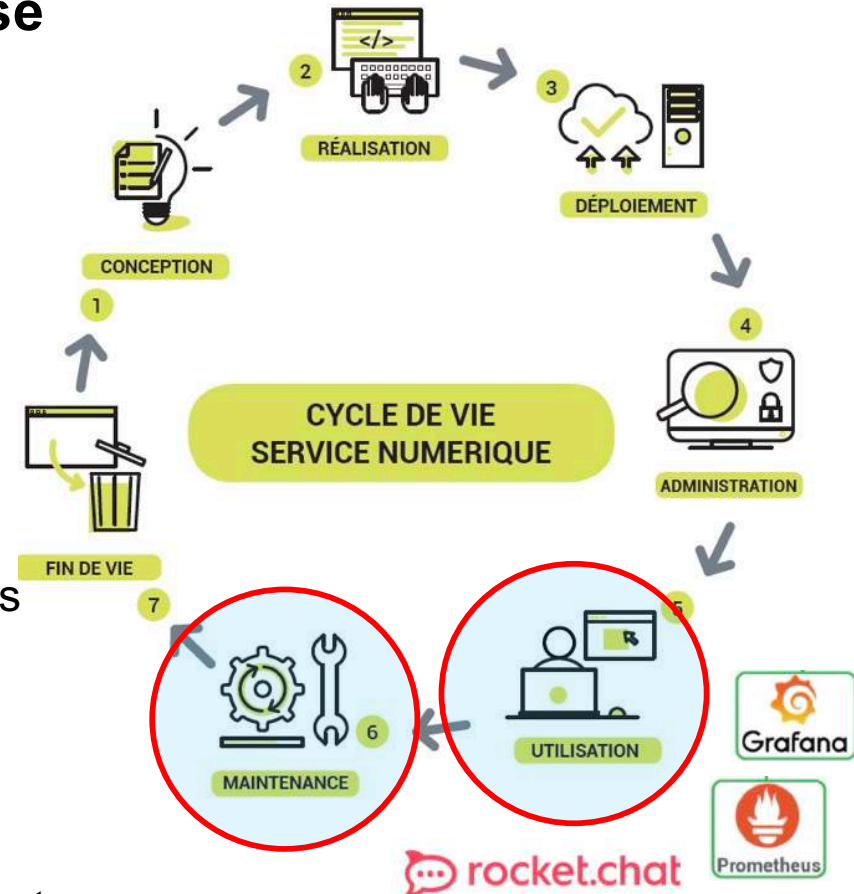 se
2
</>
RÉALISATION
3
DÉPLOIEMENT
CONCEPTION
1
4
ADMINISTRATION
CYCLE DE VIE
SERVICE NUMERIQUE
FIN DE VIE
s
7
5
UTILISATION
6
MAINTENANCE
Grafana
Prometheus
rocket.chat